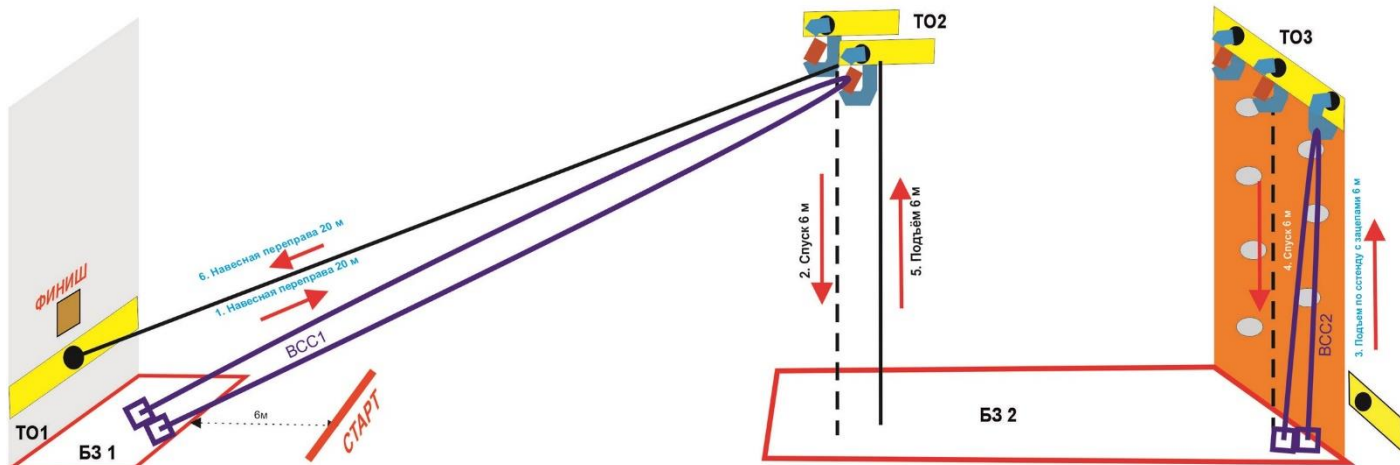 ТО2
ТО3
6. Навесная переправа 20 м
1. Навесная переправа 20 м
ФИНИШ
ВСС1
2. Спуск 6 м
5. Подъём 6 м
4. Спуск 6 м
ВСС2
3. Подъем по сстенду с зацепами 6 м
6м
СТАРТ
ТО1
БЗ 1
БЗ 2